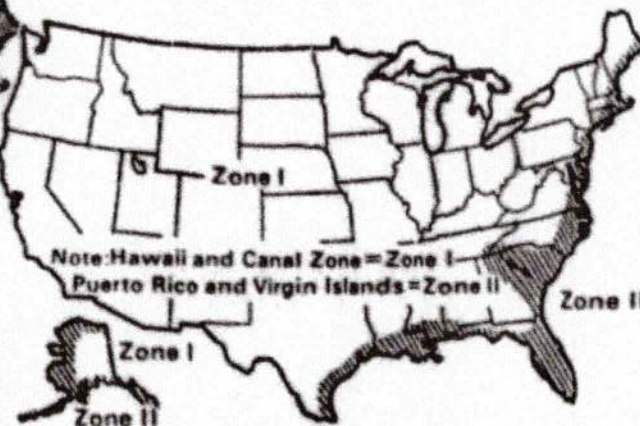 Zone I
Note:Hawaii and Canal Zone=Zone I
Puerto Rico and Virgin Islands=Zone II
Zone II
Zone I
Zone II